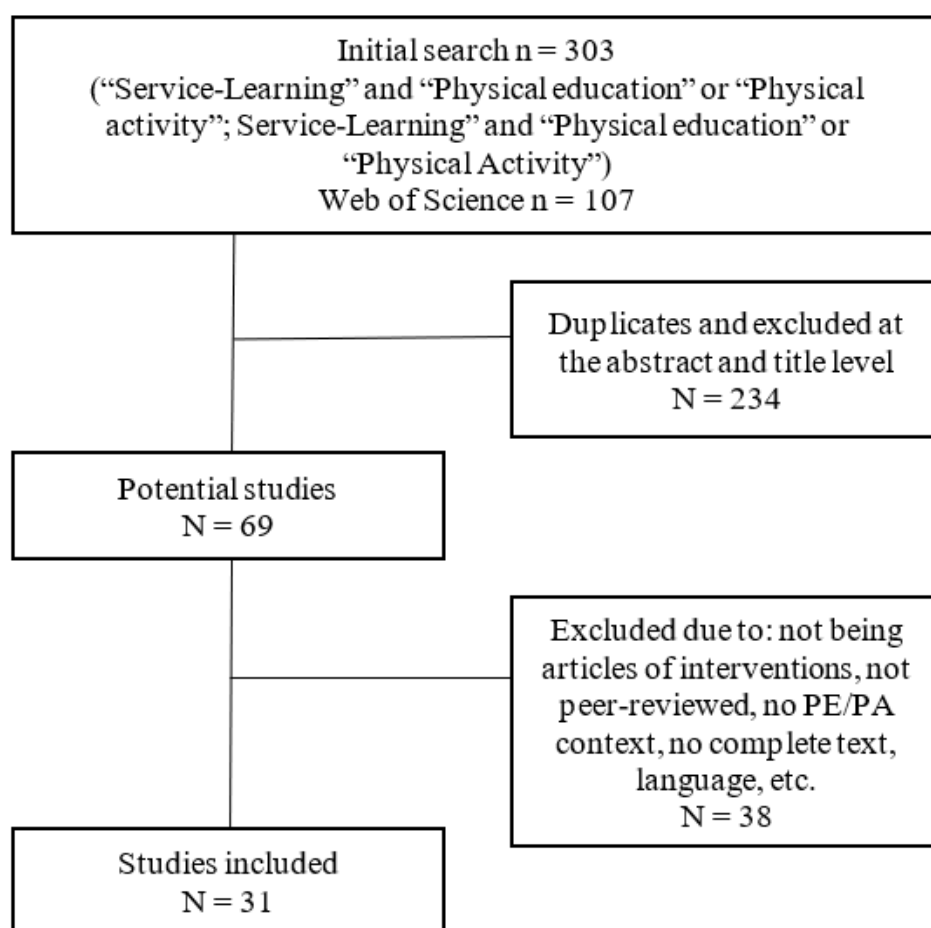 Initial search n = 303
(“Service-Learning” and “Physical education” or “Physical
activity”; Service-Learning” and “Physical education” or
“Physical Activity”)
Web of Science n = 107
Duplicates and excluded at
the abstract and title level
N = 234
Potential studies
N = 69
Excluded due to: not being
articles of interventions, not
peer-reviewed, no PE/PA
context, no complete text,
language, etc.
N = 38
Studies included
N = 31